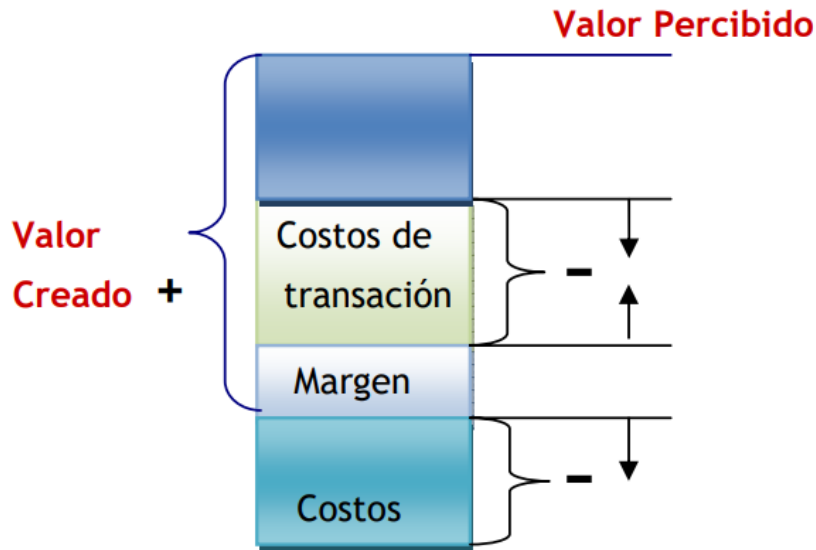 Valor Percibido
Valor
Creado +
Costos de
transación
-
Margen
Costos
-